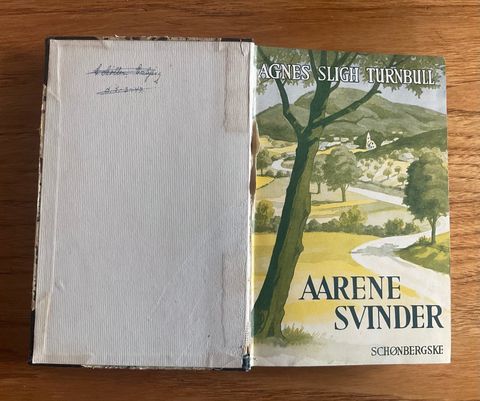 AGNES SLIGH TURNBULL
AARENE
SVINDER
SCHØNBERGSKE